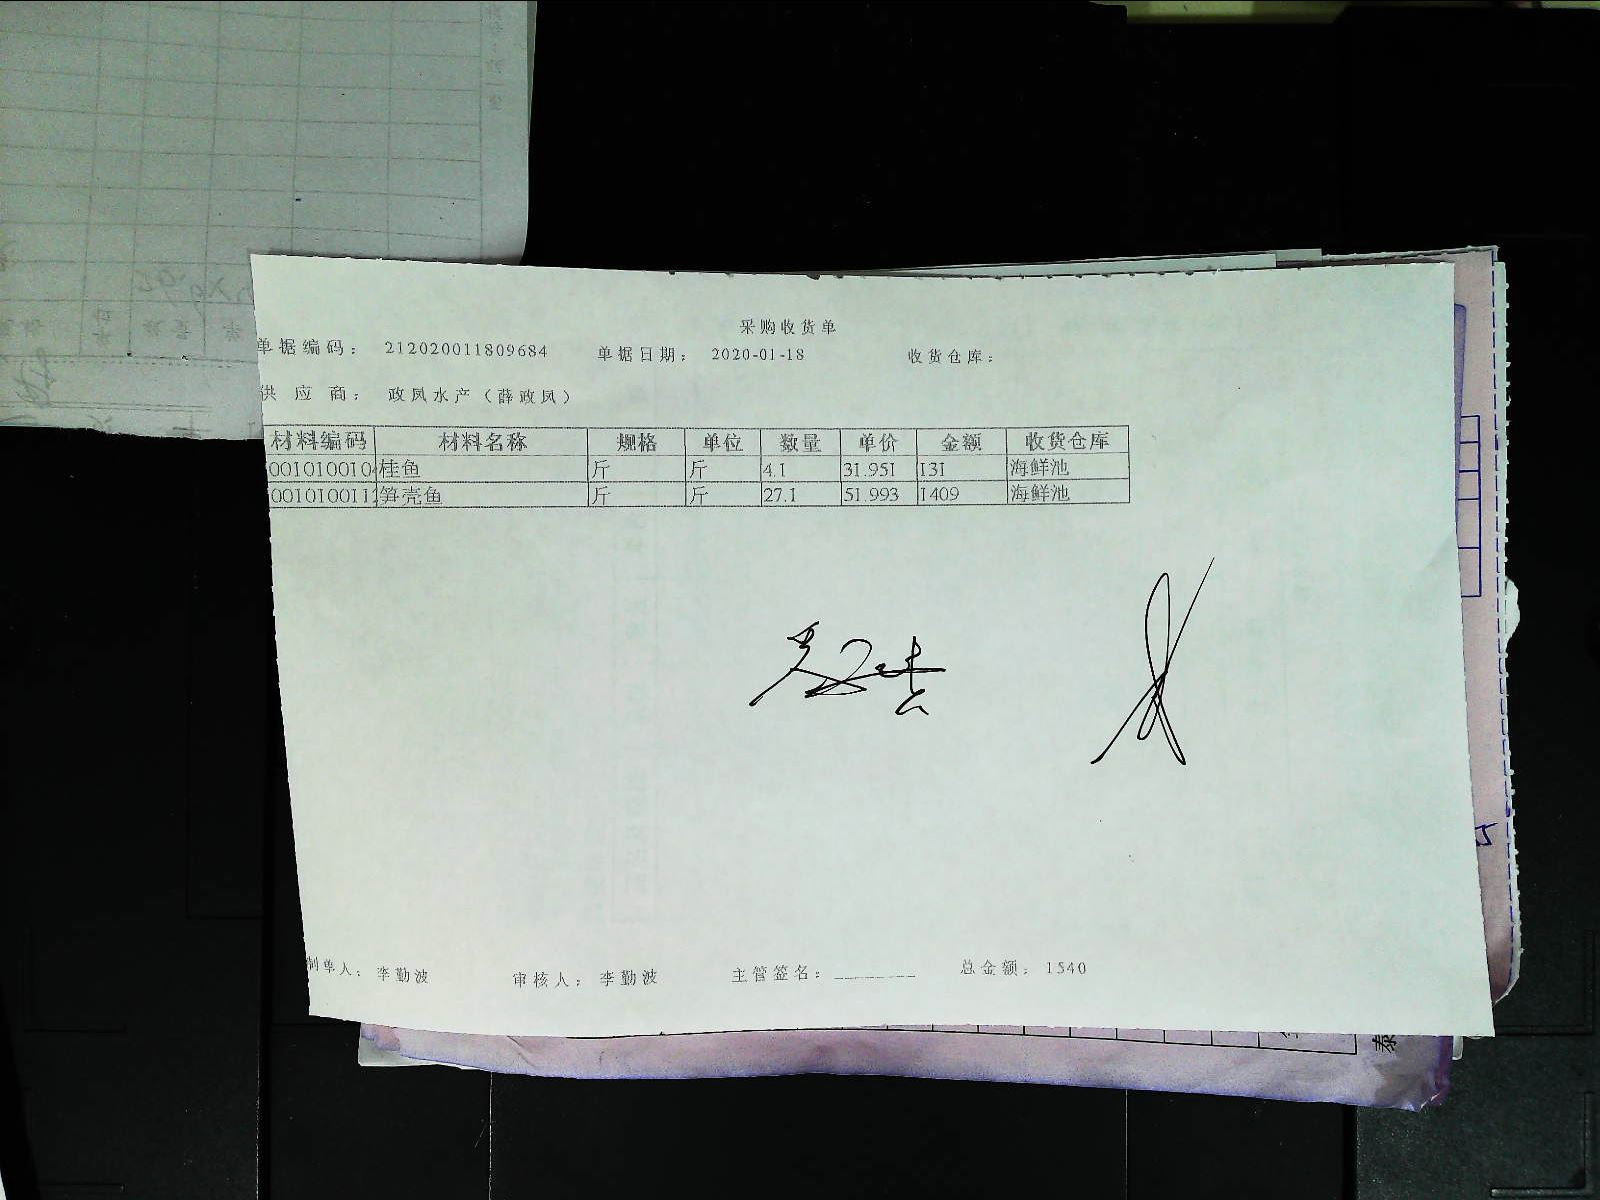 采购收货单
单据编码： 212020011809684 单据日期： 2020-01-18 收货仓库：
供 应 商： 政凤水产（薛政凤）
材料编码 材料名称 规格 单位 数量 单价 金额 收货仓库
001010010 桂鱼 斤 斤 4.1 31.951 131 海鲜池
001010011 笋壳鱼 斤 斤 27.1 51.993 1409 海鲜池
制单人： 李勤波 审核人： 李勤波 主管签名： 总金额： 1540
泰